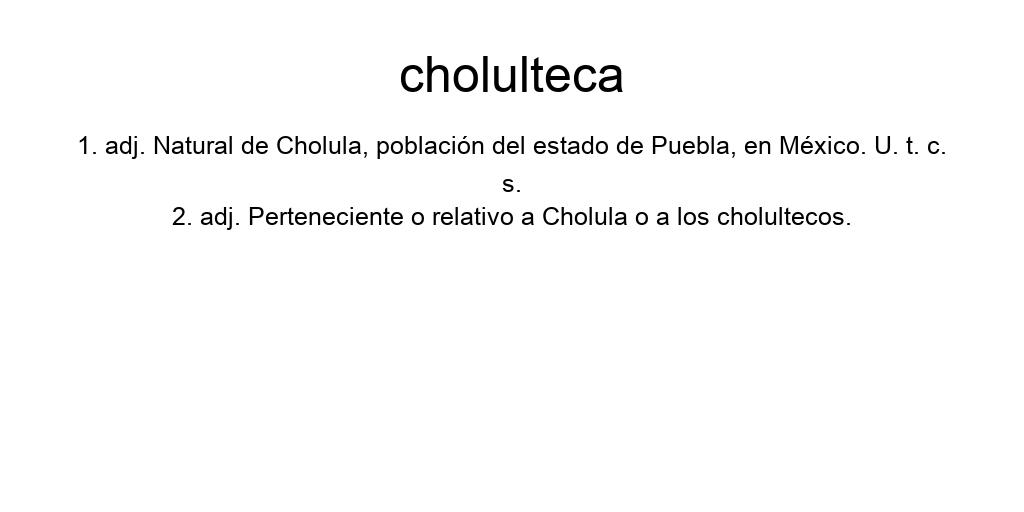 cholulteca
1. adj. Natural de Cholula, población del estado de Puebla, en México. U. t. c.
s.
2. adj. Perteneciente o relativo a Cholula o a los cholultecos.